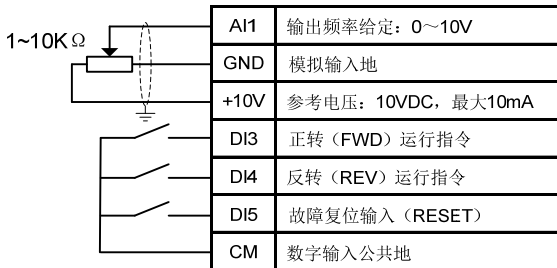 AI1 输出频率给定：0～10V
1~10KΩ
GND 模拟输入地
+10V 参考电压：10VDC，最大10mA
DI3 正转（FWD）运行指令
DI4 反转（REV）运行指令
DI5 故障复位输入（RESET）
CM 数字输入公共地